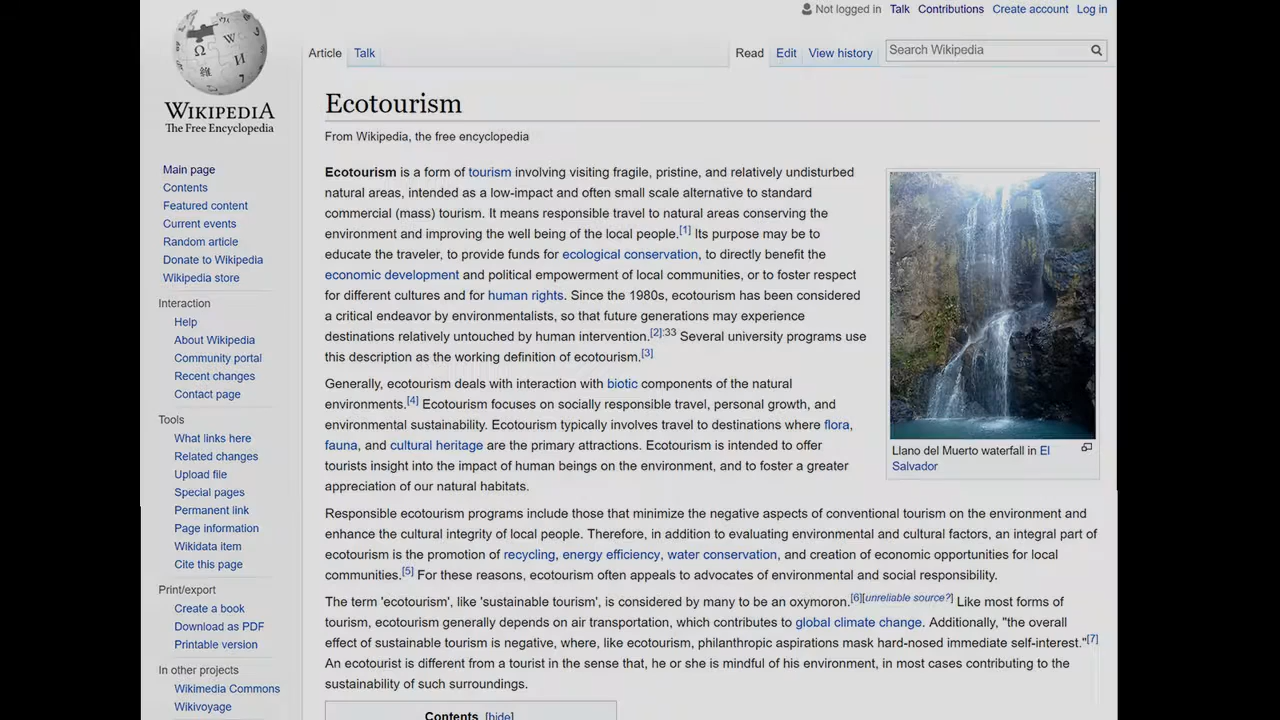 Not logged in Talk Contributions Create account Log in
Article Talk Read Edit View history Search Wikipedia
WIKIPEDIA
The Free Encyclopedia
Main page
Contents
Featured content
Current events
Random article
Donate to Wikipedia
Wikipedia store
Interaction
Help
About Wikipedia
Community portal
Recent changes
Contact page
Tools
What links here
Related changes
Upload file
Special pages
Permanent link
Page information
Wikidata item
Cite this page
Print/export
Create a book
Download as PDF
Printable version
In other projects
Wikimedia Commons
Wikivoyage
Ecotourism
From Wikipedia, the free encyclopedia
Ecotourism is a form of tourism involving visiting fragile, pristine, and relatively undisturbed
natural areas, intended as a low-impact and often small scale alternative to standard
commercial (mass) tourism. It means responsible travel to natural areas conserving the
environment and improving the well being of the local people.[1] Its purpose may be to
educate the traveler, to provide funds for ecological conservation, to directly benefit the
economic development and political empowerment of local communities, or to foster respect
for different cultures and for human rights. Since the 1980s, ecotourism has been considered
a critical endeavor by environmentalists, so that future generations may experience
destinations relatively untouched by human intervention.[2]:33 Several university programs use
this description as the working definition of ecotourism.[3]
Generally, ecotourism deals with interaction with biotic components of the natural
environments.[4] Ecotourism focuses on socially responsible travel, personal growth, and
environmental sustainability. Ecotourism typically involves travel to destinations where flora,
fauna, and cultural heritage are the primary attractions. Ecotourism is intended to offer
tourists insight into the impact of human beings on the environment, and to foster a greater
appreciation of our natural habitats.
Llano del Muerto waterfall in El
Salvador
Responsible ecotourism programs include those that minimize the negative aspects of conventional tourism on the environment and
enhance the cultural integrity of local people. Therefore, in addition to evaluating environmental and cultural factors, an integral part of
ecotourism is the promotion of recycling, energy efficiency, water conservation, and creation of economic opportunities for local
communities.[5] For these reasons, ecotourism often appeals to advocates of environmental and social responsibility.
The term 'ecotourism', like 'sustainable tourism', is considered by many to be an oxymoron.[6][unreliable source?] Like most forms of
tourism, ecotourism generally depends on air transportation, which contributes to global climate change. Additionally, "the overall
effect of sustainable tourism is negative, where, like ecotourism, philanthropic aspirations mask hard-nosed immediate self-interest."[7]
An ecotourist is different from a tourist in the sense that, he or she is mindful of his environment, in most cases contributing to the
sustainability of such surroundings.
Contents [hide]